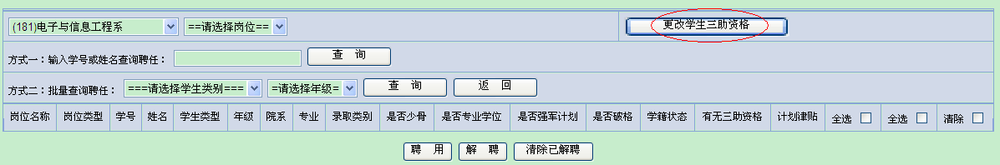 (181)电子与信息工程系 ==请选择岗位== 更改学生三助资格
方式一：输入学号或姓名查询聘任： 查 询
方式二：批量查询聘任： ===请选择学生类别=== =请选择年级= 查 询 返 回
岗位名称 岗位类型 学号 姓名 学生类型 年级 院系 专业 录取类别 是否少骨 是否专业学位 是否强军计划 是否破格 学籍状态 有无三助资格 计划津贴 全选 全选 清除
聘 用 解 聘 清除已解聘